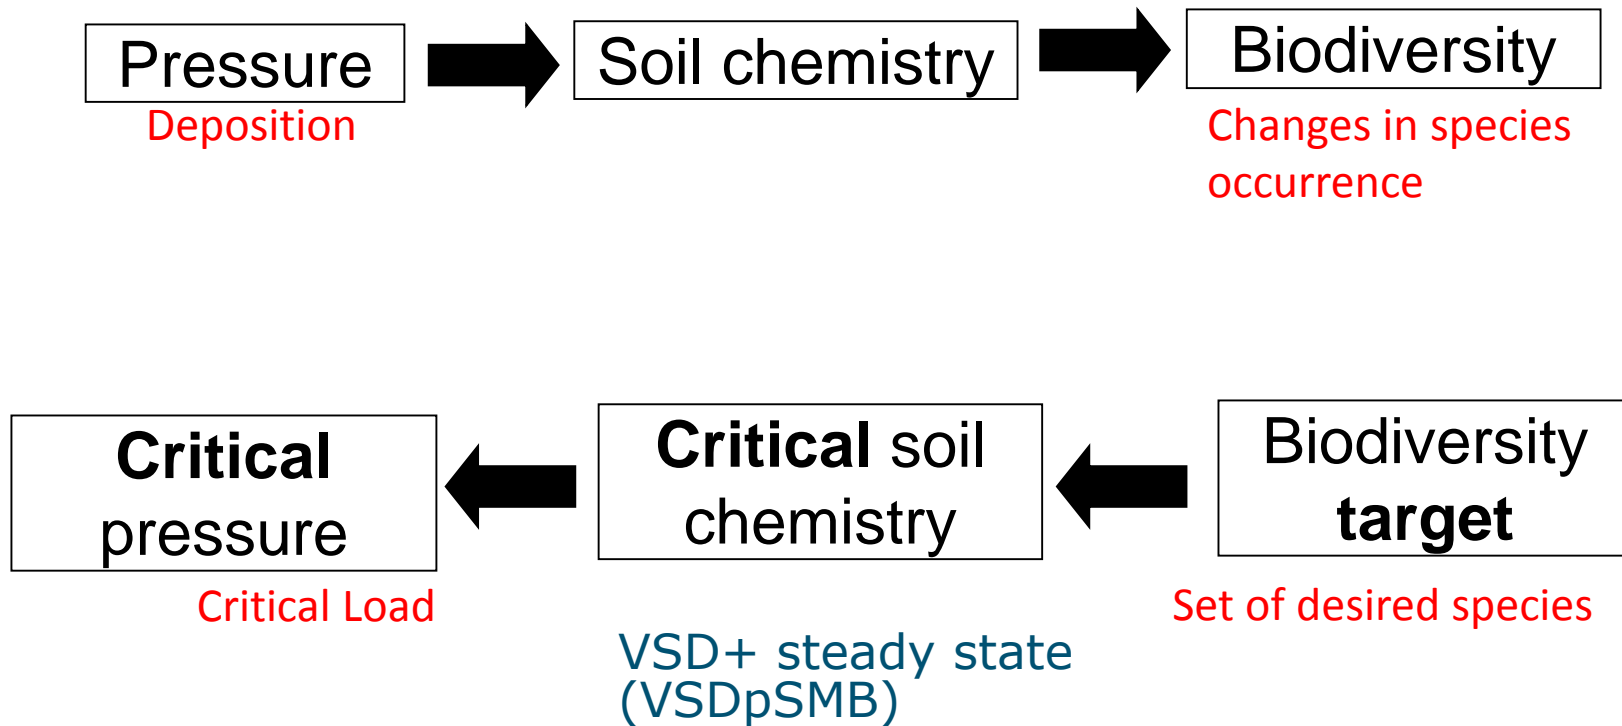 Pressure
Soil chemistry
Biodiversity
Deposition
Changes in species
occurrence
Critical
pressure
Critical soil
chemistry
Biodiversity
target
Critical Load
Set of desired species
VSD+ steady state
(VSDpSMB)